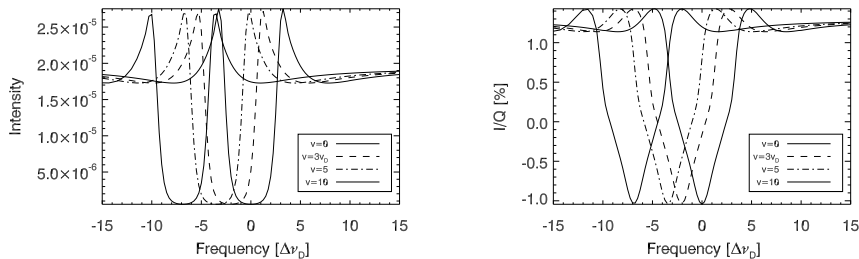 2.5×10⁻⁵
2.0×10⁻⁵
1.5×10⁻⁵
1.0×10⁻⁵
5.0×10⁻⁶
Intensity
v=0
v=3v_D
v=5
v=10
-15 -10 -5 0 5 10 15
Frequency [Δν_D]
1.0
0.5
0.0
-0.5
-1.0
I/Q [%]
v=0
v=3v_D
v=5
v=10
-15 -10 -5 0 5 10 15
Frequency [Δν_D]